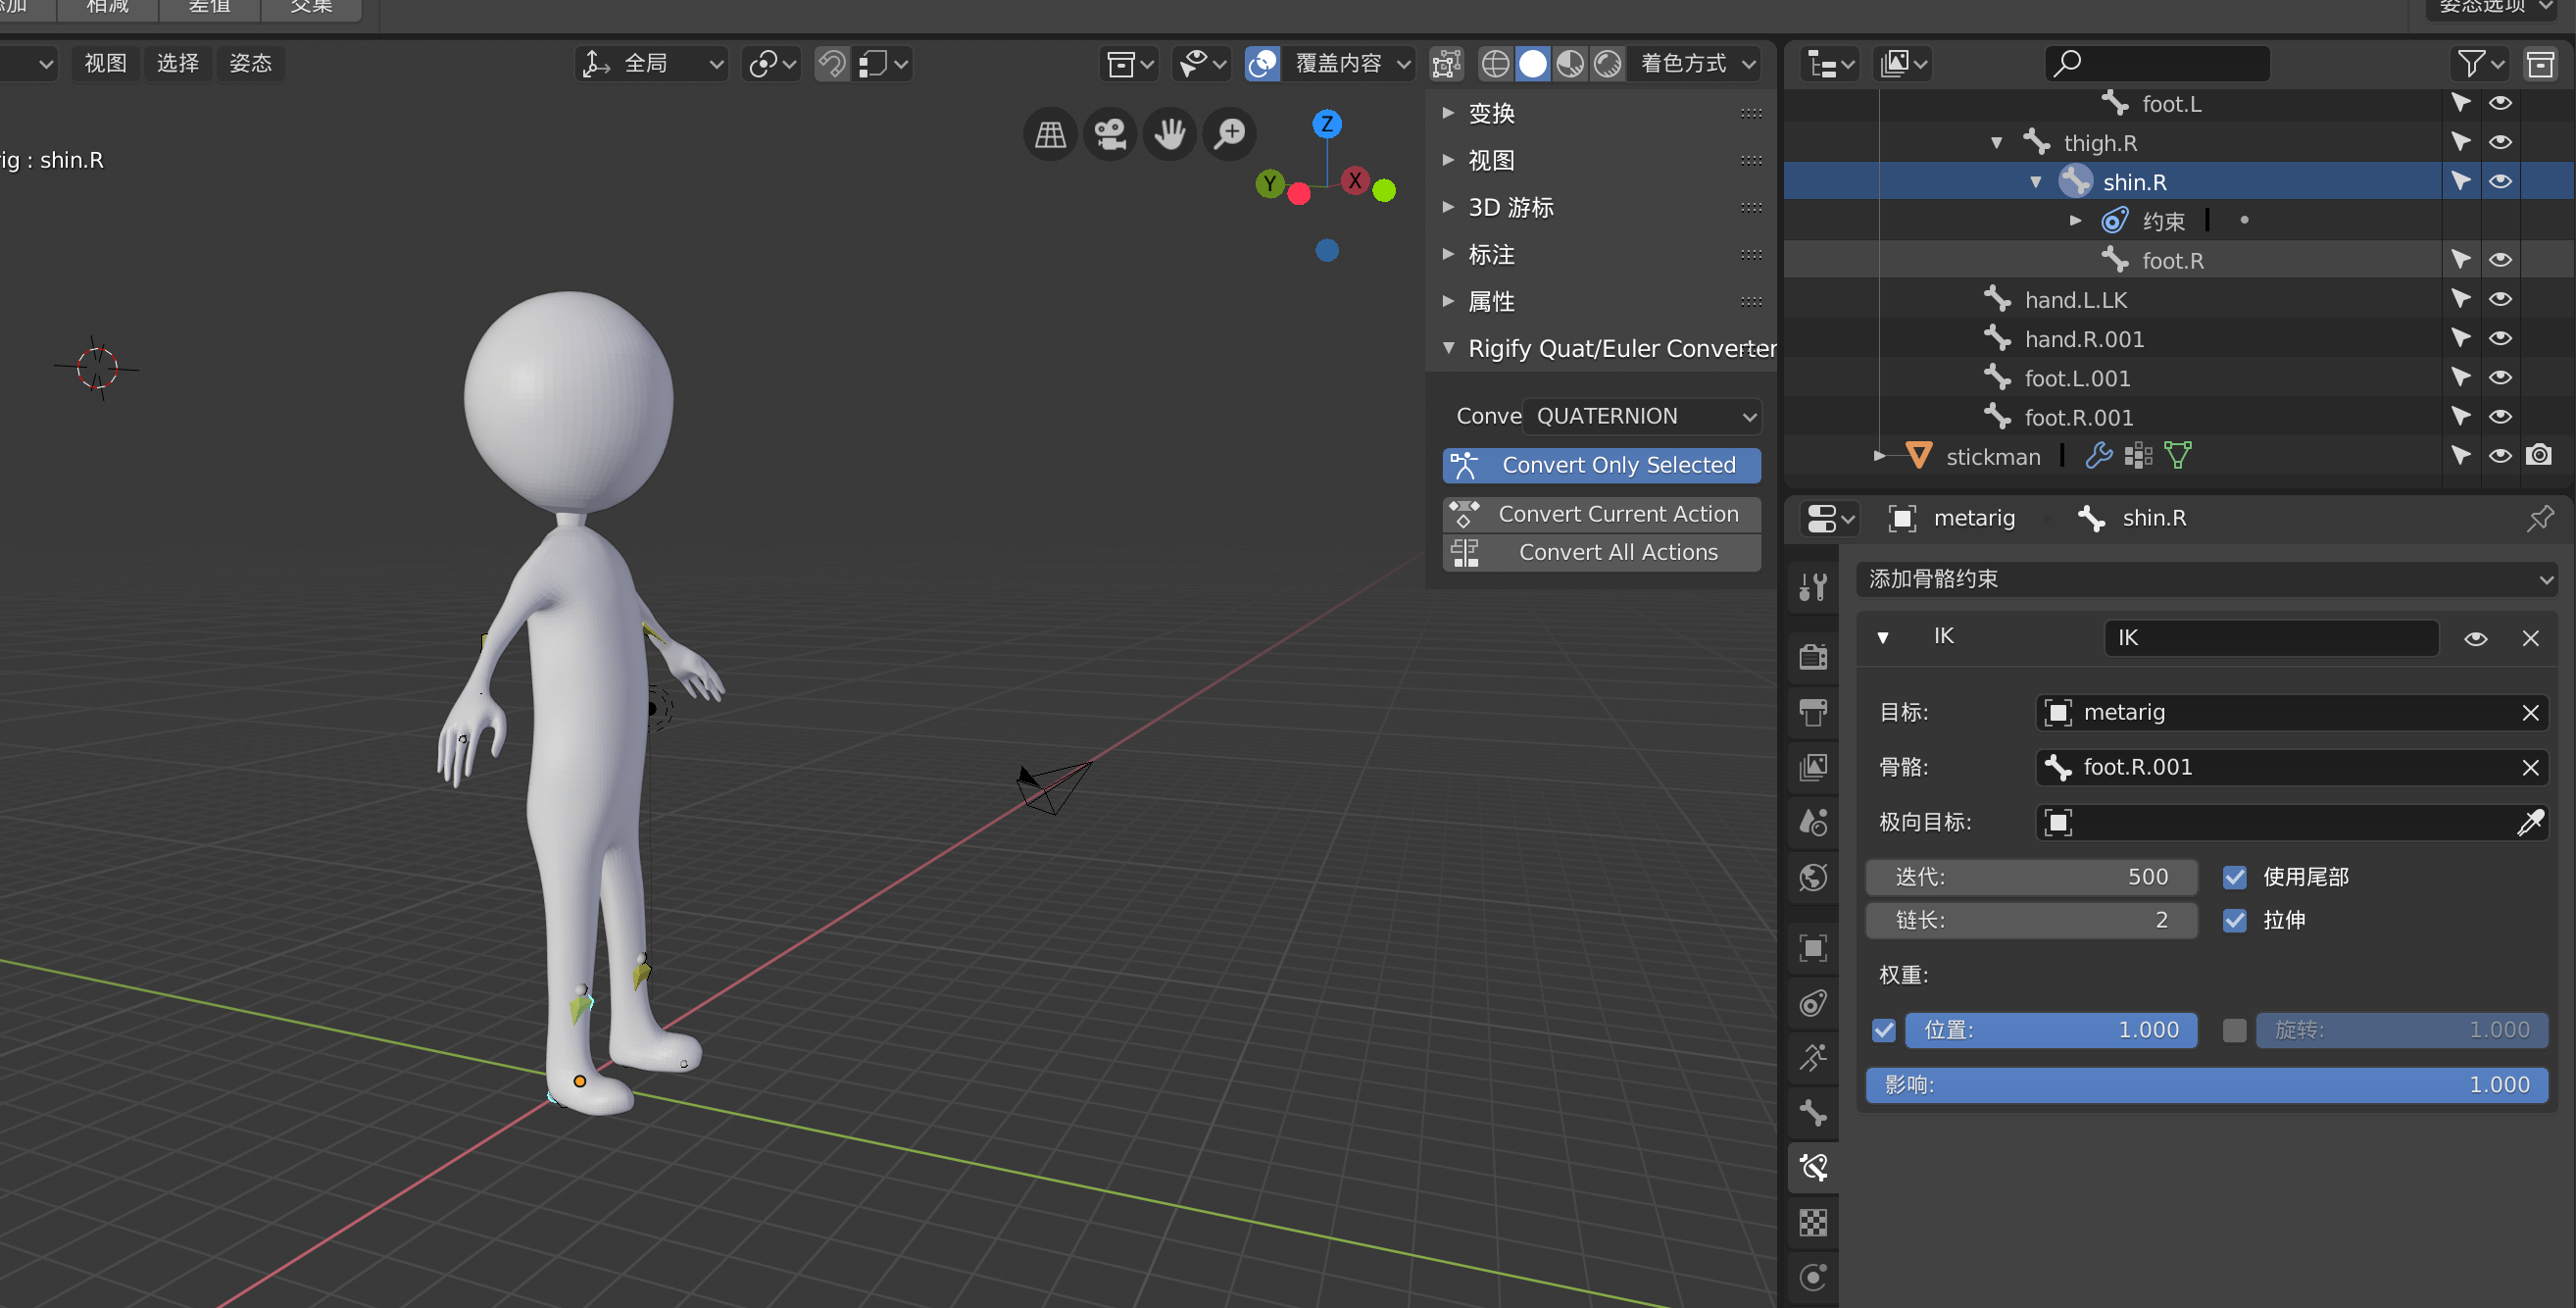 添加 相减 差值 交集
姿态选项
视图 选择 姿态 全局 覆盖内容 着色方式
ig : shin.R
Z
Y X
变换
视图
3D 游标
标注
属性
Rigify Quat/Euler Converter
Conve QUATERNION
Convert Only Selected
Convert Current Action
Convert All Actions
foot.L
thigh.R
shin.R
约束
foot.R
hand.L.LK
hand.R.001
foot.L.001
foot.R.001
stickman
metarig shin.R
添加骨骼约束
IK IK
目标: metarig
骨骼: foot.R.001
极向目标:
迭代: 500 使用尾部
链长: 2 拉伸
权重:
位置: 1.000 旋转: 1.000
影响: 1.000